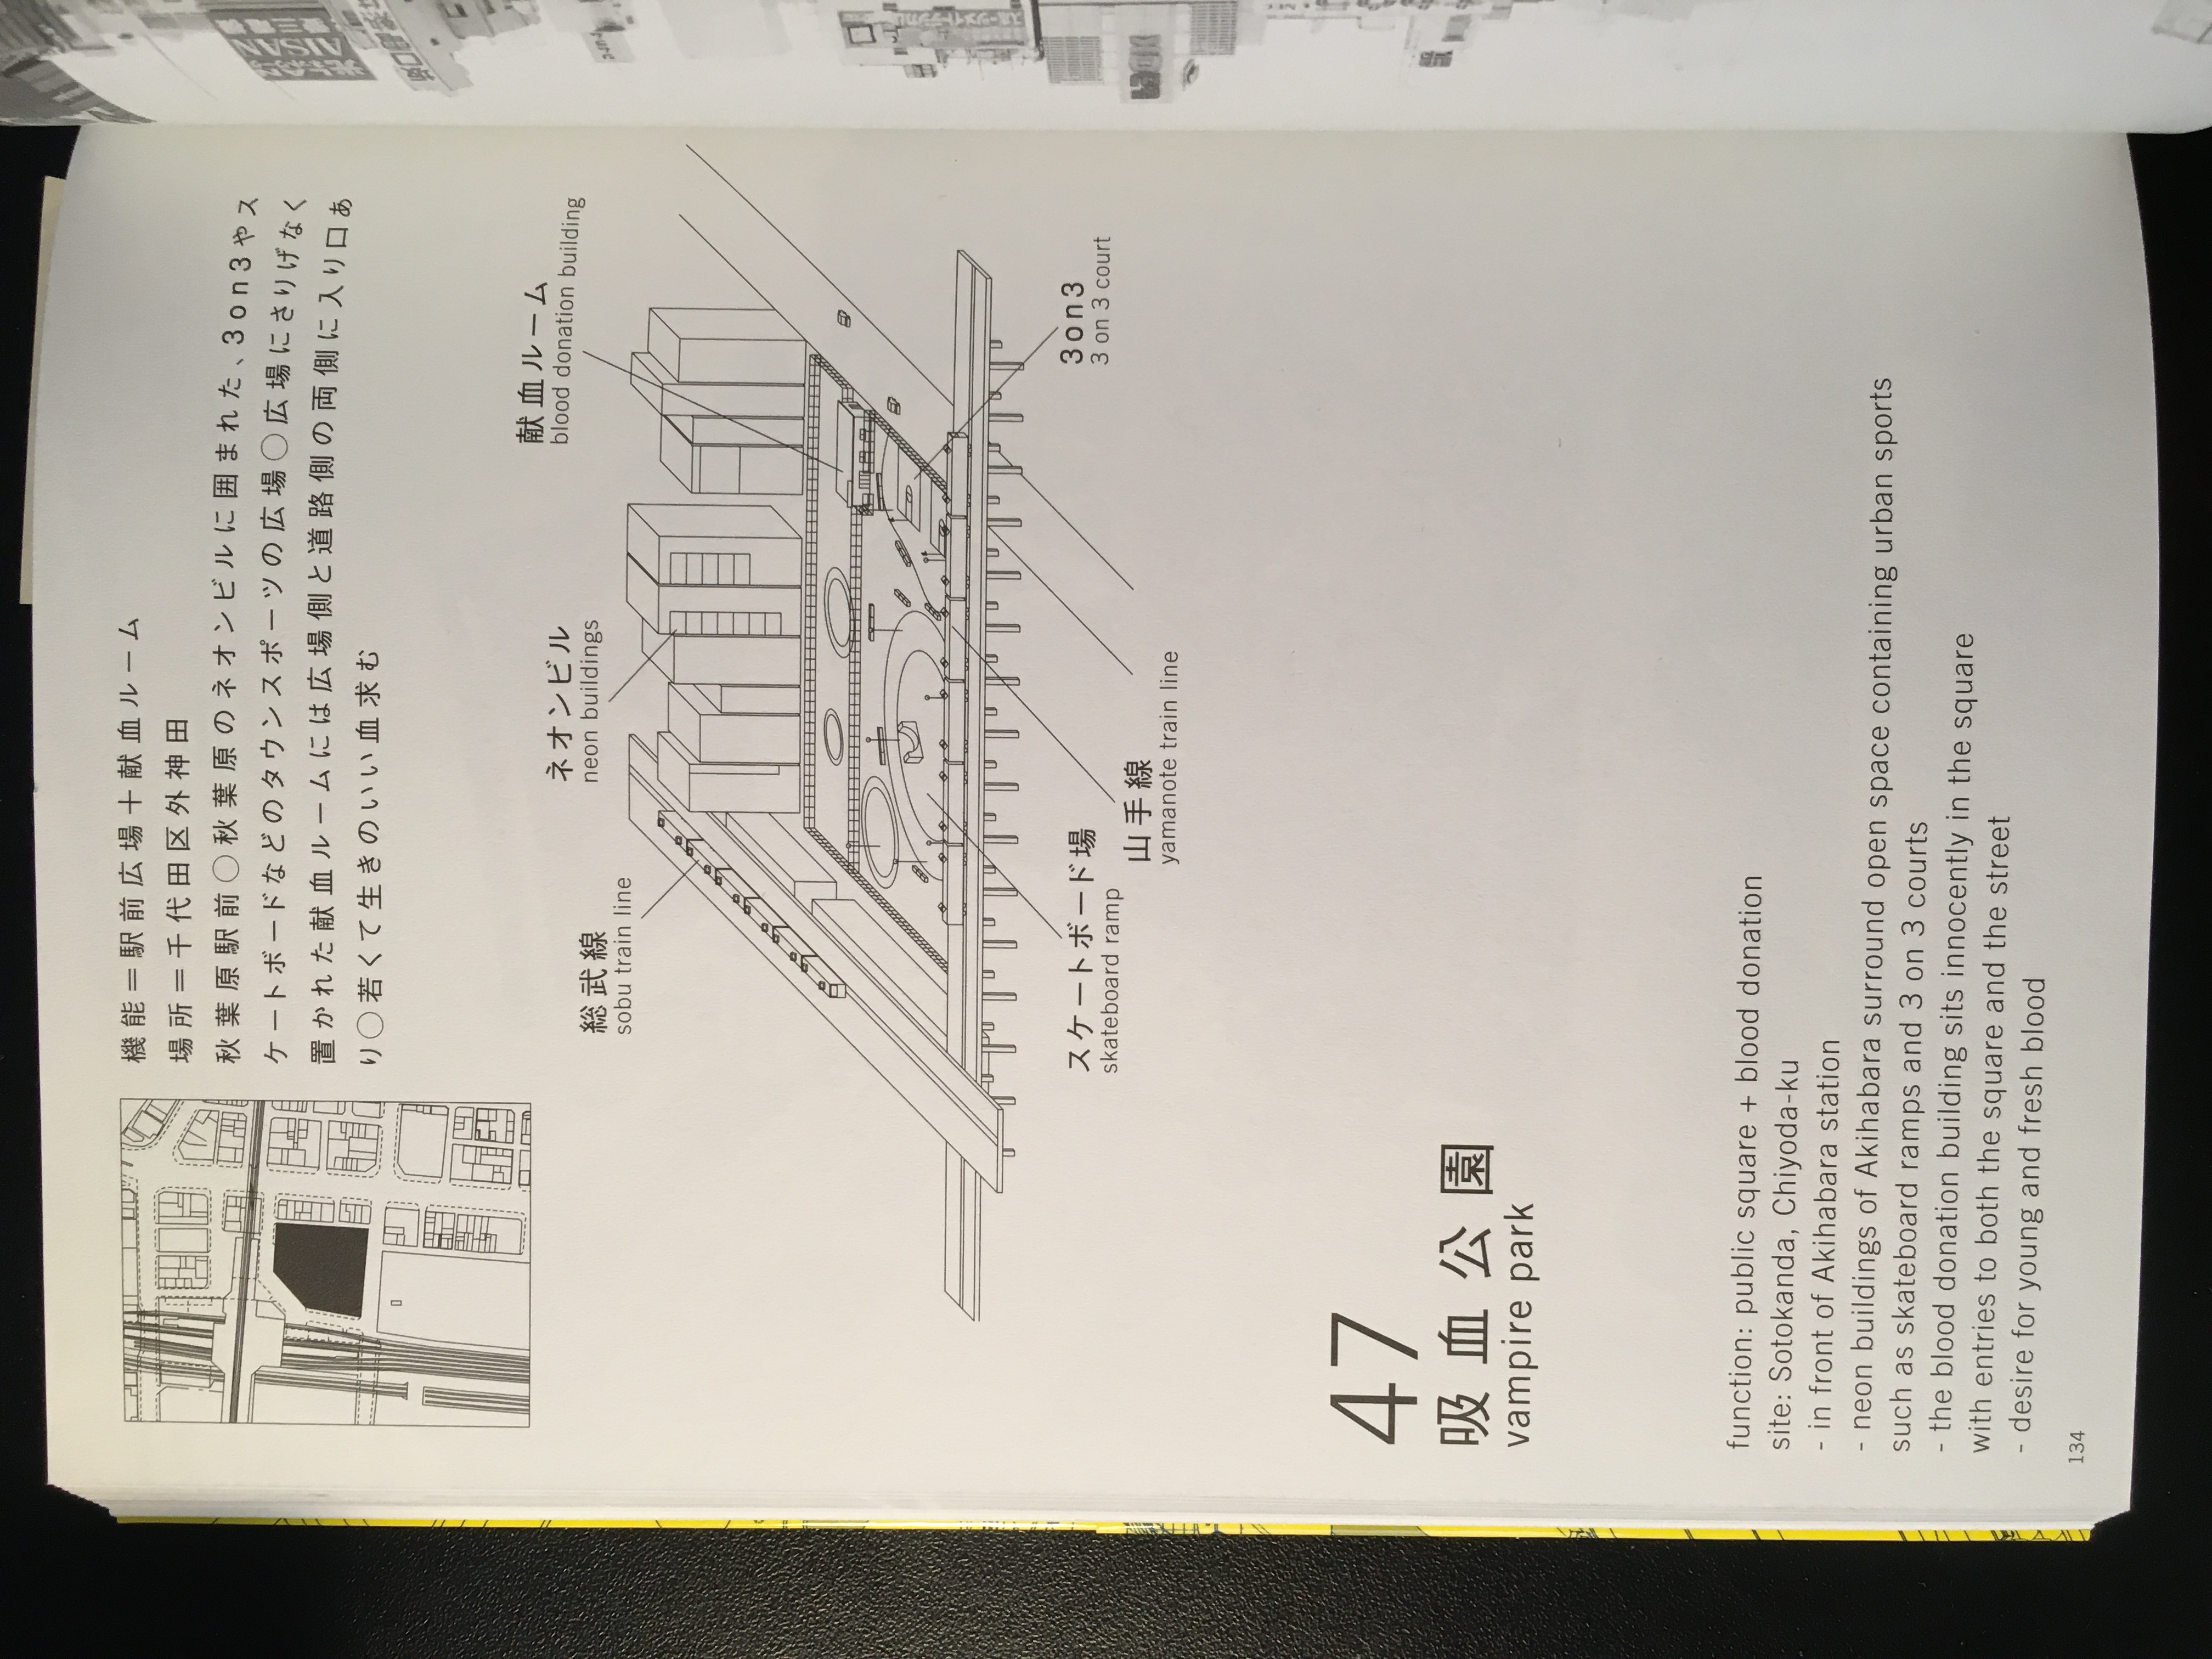 機能＝駅前広場＋献血ルーム
場所＝千代田区外神田
秋葉原駅前○秋葉原のネオンビルに囲まれた、3on3やス
ケートボードなどのタウンスポーツの広場○広場にさりげなく
置かれた献血ルームには広場側と道路側の両側に入り口あ
り○若くて生きのいい血求む
献血ルーム
blood donation building
ネオンビル
neon buildings
総武線
sobu train line
スケートボード場
skateboard ramp
山手線
yamanote train line
3on3
3 on 3 court
47
吸血公園
vampire park
function: public square + blood donation
site: Sotokanda, Chiyoda-ku
- in front of Akihabara station
- neon buildings of Akihabara surround open space containing urban sports
such as skateboard ramps and 3 on 3 courts
- the blood donation building sits innocently in the square
with entries to both the square and the street
- desire for young and fresh blood
134